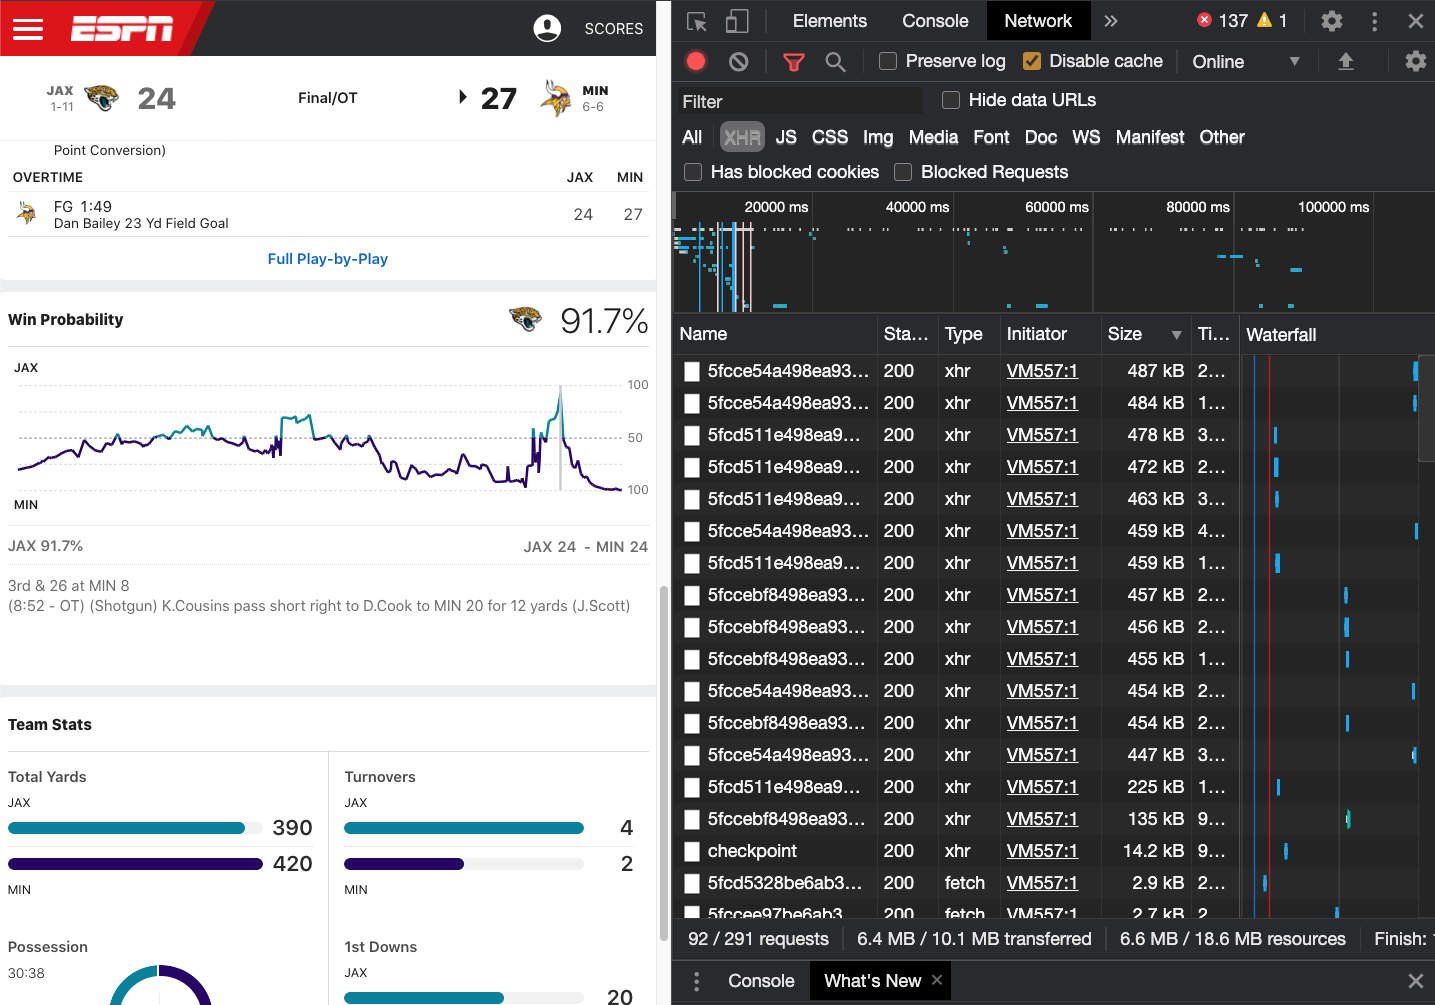 ESPN
SCORES
JAX
1-11
24
Final/OT
27
MIN
6-6
Point Conversion)
OVERTIME JAX MIN
FG 1:49
Dan Bailey 23 Yd Field Goal
24 27
Full Play-by-Play
Win Probability
91.7%
JAX
100
50
100
MIN
JAX 91.7% JAX 24 - MIN 24
3rd & 26 at MIN 8
(8:52 - OT) (Shotgun) K.Cousins pass short right to D.Cook to MIN 20 for 12 yards (J.Scott)
Team Stats
Total Yards
JAX
390
420
MIN
Turnovers
JAX
4
2
MIN
Possession
30:38
1st Downs
JAX
20
Elements Console Network 137 1
Preserve log Disable cache Online
Filter Hide data URLs
All XHR JS CSS Img Media Font Doc WS Manifest Other
Has blocked cookies Blocked Requests
20000 ms 40000 ms 60000 ms 80000 ms 100000 ms
Name Sta... Type Initiator Size Ti... Waterfall
5fcce54a498ea93... 200 xhr VM557:1 487 kB 2...
5fcce54a498ea93... 200 xhr VM557:1 484 kB 1...
5fcd511e498ea9... 200 xhr VM557:1 478 kB 3...
5fcd511e498ea9... 200 xhr VM557:1 472 kB 2...
5fcd511e498ea9... 200 xhr VM557:1 463 kB 3...
5fcce54a498ea93... 200 xhr VM557:1 459 kB 4...
5fcd511e498ea9... 200 xhr VM557:1 459 kB 1...
5fccebf8498ea93... 200 xhr VM557:1 457 kB 2...
5fccebf8498ea93... 200 xhr VM557:1 456 kB 2...
5fccebf8498ea93... 200 xhr VM557:1 455 kB 1...
5fcce54a498ea93... 200 xhr VM557:1 454 kB 2...
5fccebf8498ea93... 200 xhr VM557:1 454 kB 2...
5fcce54a498ea93... 200 xhr VM557:1 447 kB 3...
5fcd511e498ea9... 200 xhr VM557:1 225 kB 1...
5fccebf8498ea93... 200 xhr VM557:1 135 kB 9...
checkpoint 200 xhr VM557:1 14.2 kB 9...
5fcd5328be6ab3... 200 fetch VM557:1 2.9 kB 2...
5fccee97be6ab3 200 fetch VM557:1 2.7 kB 2
92 / 291 requests 6.4 MB / 10.1 MB transferred 6.6 MB / 18.6 MB resources Finish:
Console What's New